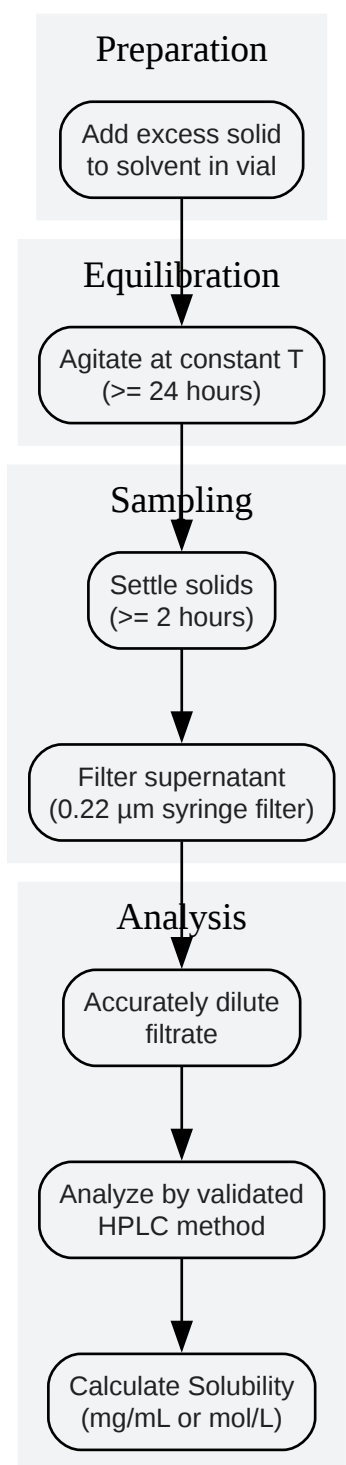 Preparation
Add excess solid
to solvent in vial
Equilibration
Agitate at constant T
(>= 24 hours)
Sampling
Settle solids
(>= 2 hours)
Filter supernatant
(0.22 µm syringe filter)
Analysis
Accurately dilute
filtrate
Analyze by validated
HPLC method
Calculate Solubility
(mg/mL or mol/L)